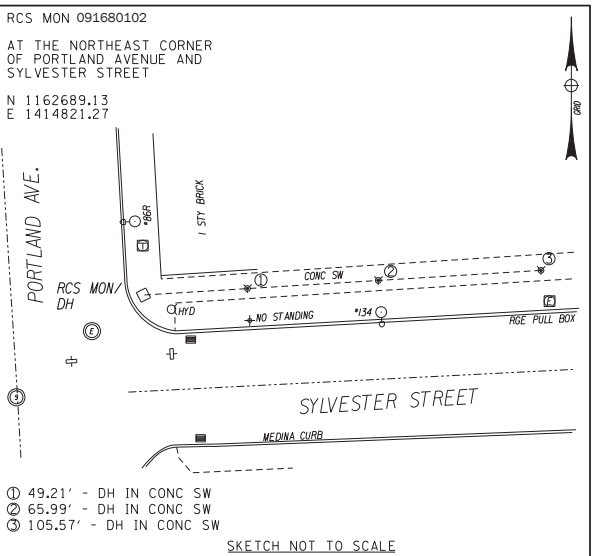 RCS MON 091680102
AT THE NORTHEAST CORNER
OF PORTLAND AVENUE AND
SYLVESTER STREET
N 1162689.13
E 1414821.27
GRID
PORTLAND AVE.
*86R
T
1 STY BRICK
RCS MON/
DH
CONC SW
1
2
3
HYD
NO STANDING
*134
E
RGE PULL BOX
E
S
SYLVESTER STREET
MEDINA CURB
① 49.21' - DH IN CONC SW
② 65.99' - DH IN CONC SW
③ 105.57' - DH IN CONC SW
SKETCH NOT TO SCALE